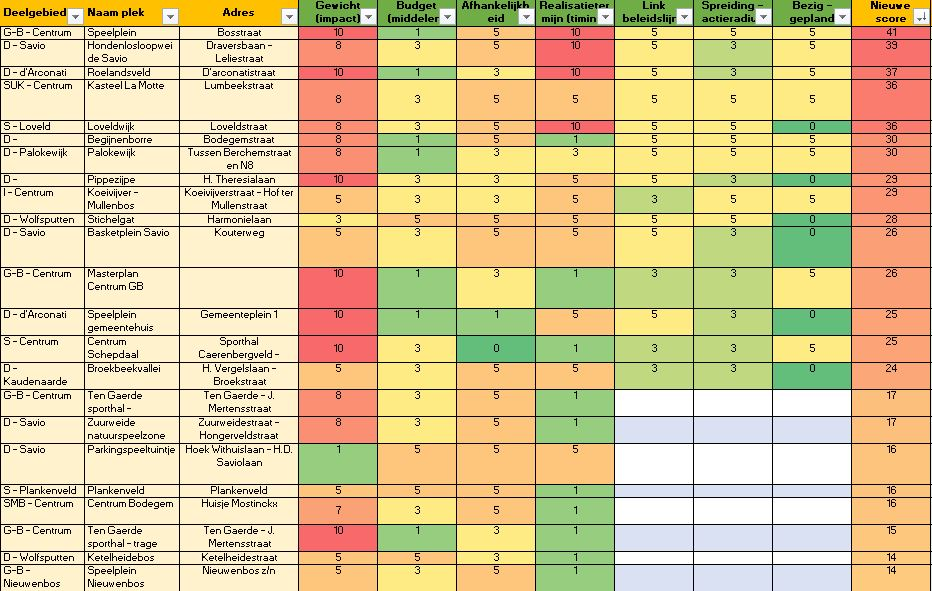 Deelgebied Naam plek Adres Gewicht (impact) Budget (middelen Afhankelijkh eid Realisatieter mijn (timin Link beleidslijn Spreiding - actieradiu Bezig - gepland Nieuwe score
G-B - Centrum Speelplein Bosstraat 10 1 5 10 5 5 5 41
D - Savio Hondenlosloopwei de Savio Draversbaan - Leliestraat 8 3 5 10 5 3 5 39
D - d'Arconati Roelandsveld D'arconatistraat 10 1 3 10 5 3 5 37
SUK - Centrum Kasteel La Motte Lumbeekstraat 8 3 5 5 5 5 5 36
S - Loveld Loveldwijk Loveldstraat 8 3 5 10 5 5 0 36
D - Begijnenborre Bodegemstraat 8 1 5 1 5 5 5 30
D - Palokewijk Palokewijk Tussen Berchemstraat en N8 8 1 3 3 5 5 5 30
D - Pippezijpe H. Theresialaan 10 3 3 5 5 3 0 29
I - Centrum Koeivijver - Mullenbos Koeivijverstraat - Hof ter Mullenstraat 5 3 3 5 3 5 5 29
D - Wolfsputten Stichelgat Harmonielaan 3 5 5 5 5 5 0 28
D - Savio Basketplein Savio Kouterweg 5 3 5 5 5 3 0 26
G-B - Centrum Masterplan Centrum GB 10 1 3 1 3 3 5 26
D - d'Arconati Speelplein gemeentehuis Gemeenteplein 1 10 1 1 5 5 3 0 25
S - Centrum Centrum Schepdaal Sporthal Caerenbergveld - 10 3 0 1 3 3 5 25
D - Kaudenaarde Broekbeekvallei H. Vergelslaan - Broekstraat 5 3 5 5 3 3 0 24
G-B - Centrum Ten Gaerde sporthal - Ten Gaerde - J. Mertensstraat 8 3 5 1 17
D - Savio Zuurweide natuurspeelzone Zuurweidestraat - Hongerveldstraat 8 3 5 1 17
D - Savio Parkingspeeltuintje Hoek Withuislaan - H.D. Saviolaan 1 5 5 5 16
S - Plankenveld Plankenveld Plankenveld 5 5 5 1 16
SMB - Centrum Centrum Bodegem Huisje Mostinckx 7 3 5 1 16
G-B - Centrum Ten Gaerde sporthal - trage Ten Gaerde - J. Mertensstraat 10 1 3 1 15
D - Wolfsputten Ketelheidebos Ketelheidestraat 5 5 3 1 14
G-B - Nieuwenbos Speelplein Nieuwenbos Nieuwenbos z/n 5 3 5 1 14